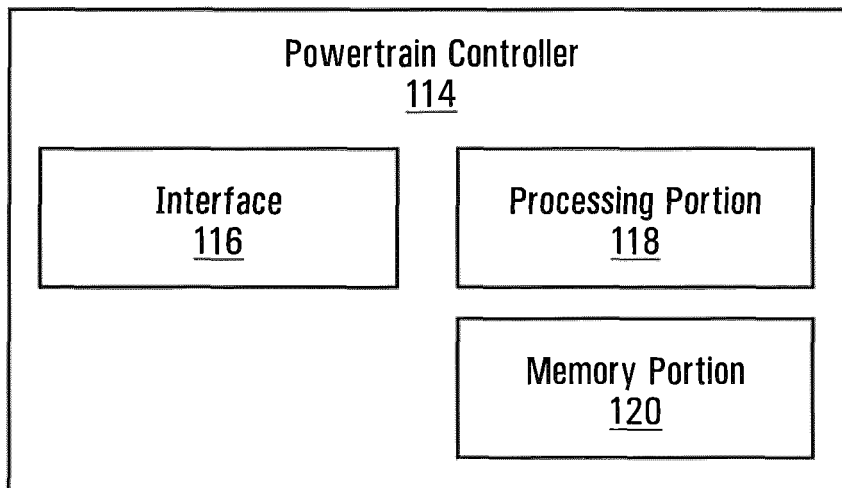 Powertrain Controller
114
Interface
116
Processing Portion
118
Memory Portion
120